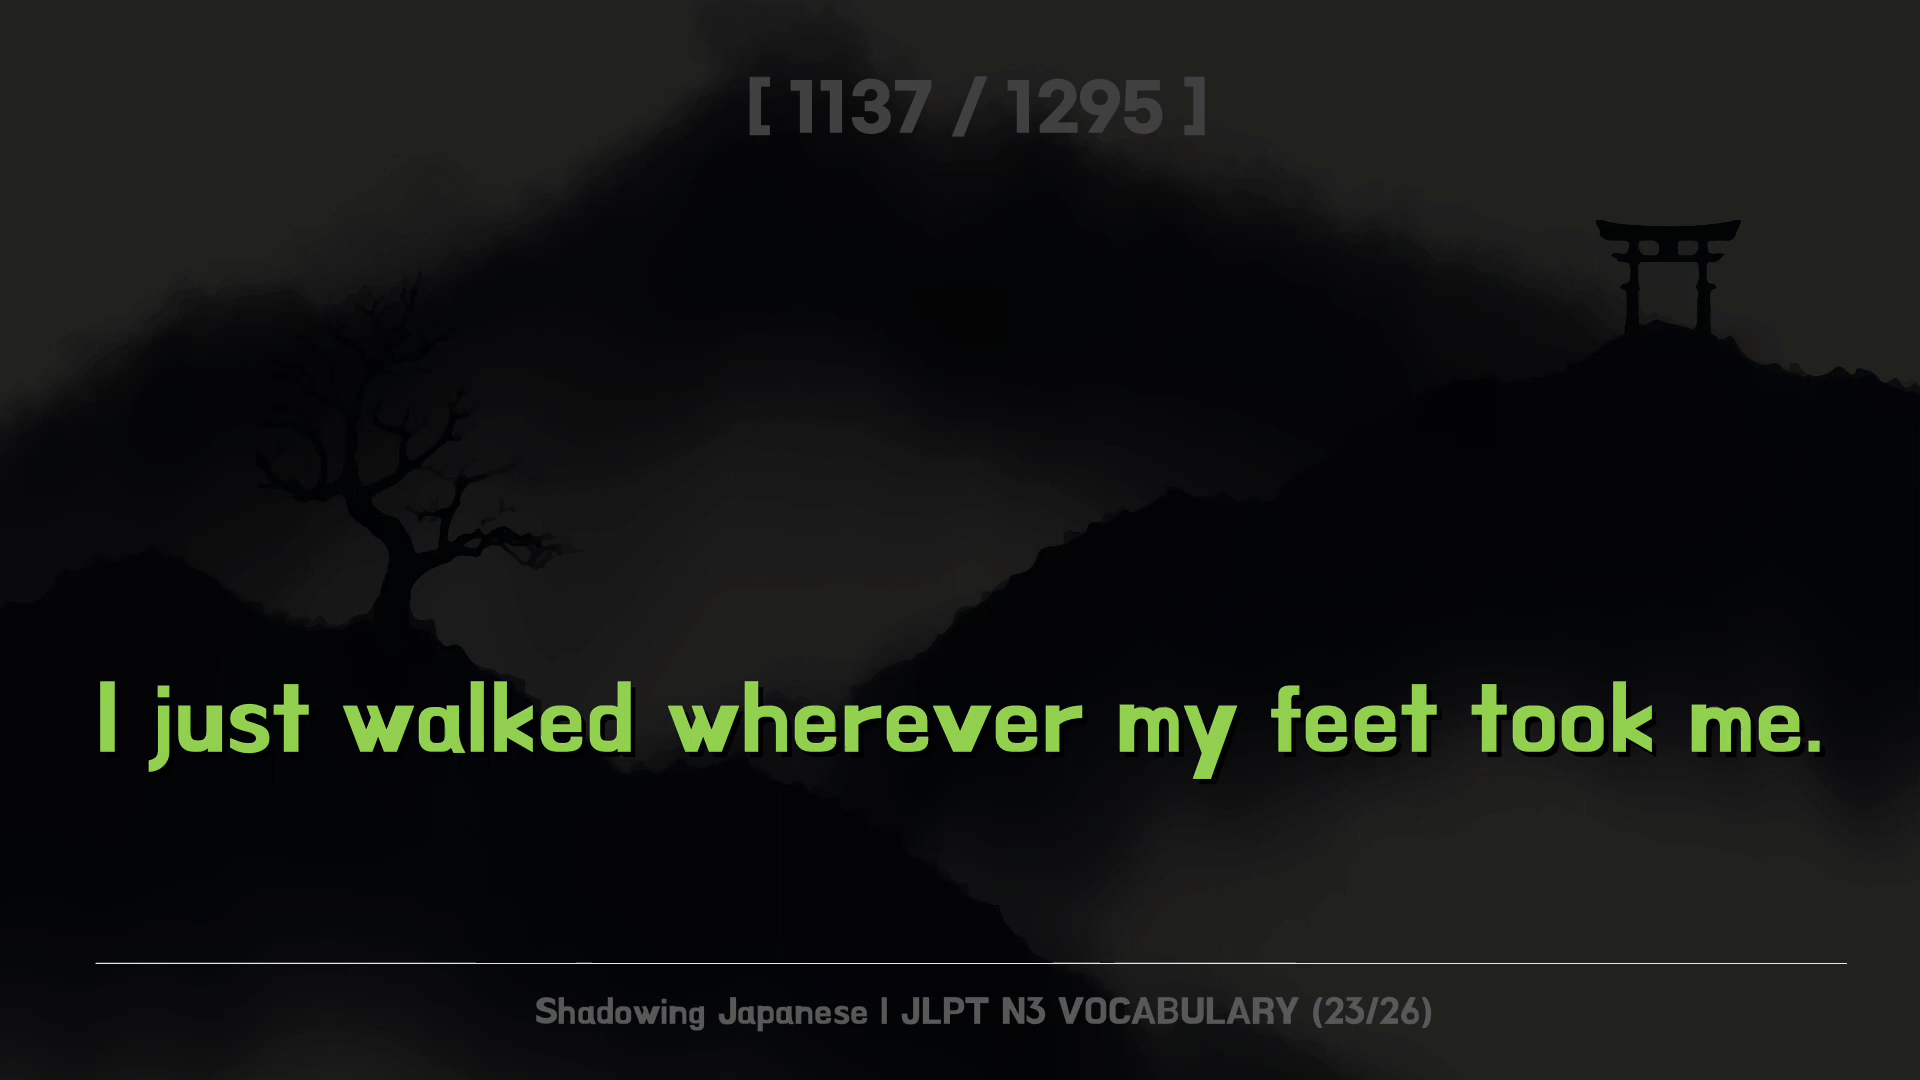 [ 1137 / 1295 ]
I just walked wherever my feet took me.
Shadowing Japanese | JLPT N3 VOCABULARY (23/26)